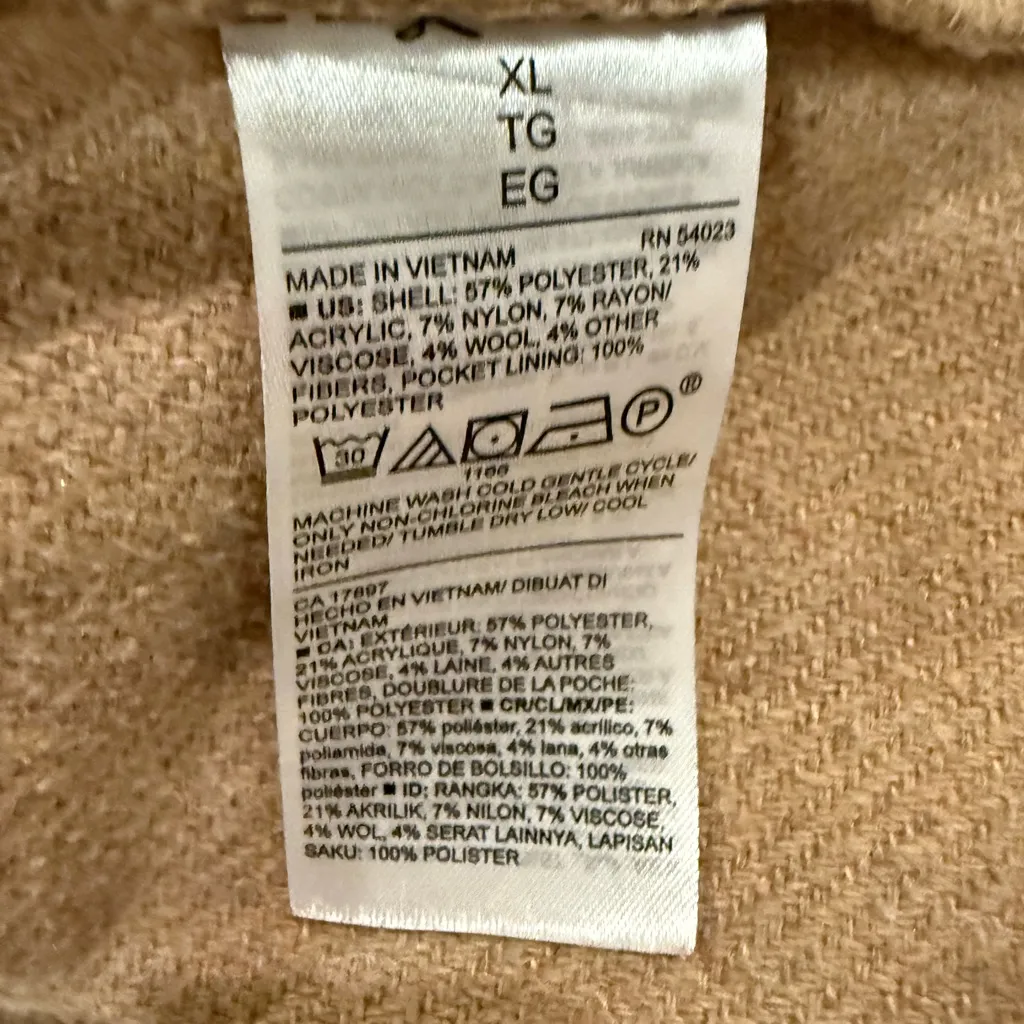 XL
TG
EG
RN 54023
MADE IN VIETNAM
■ US: SHELL: 57% POLYESTER, 21%
ACRYLIC, 7% NYLON, 7% RAYON/
VISCOSE, 4% WOOL, 4% OTHER
FIBERS, POCKET LINING: 100%
POLYESTER
30 P ®
1166
MACHINE WASH COLD GENTLE CYCLE/
ONLY NON-CHLORINE BLEACH WHEN
NEEDED/ TUMBLE DRY LOW/ COOL
IRON
CA 17897
HECHO EN VIETNAM/ DIBUAT DI
VIETNAM
■ CA: EXTÉRIEUR: 57% POLYESTER,
21% ACRYLIQUE, 7% NYLON, 7%
VISCOSE, 4% LAINE, 4% AUTRES
FIBRES, DOUBLURE DE LA POCHE:
100% POLYESTER ■ CR/CL/MX/PE:
CUERPO: 57% poliéster, 21% acrílico, 7%
poliamida, 7% viscosa, 4% lana, 4% otras
fibras, FORRO DE BOLSILLO: 100%
poliéster ■ ID: RANGKA: 57% POLISTER,
21% AKRILIK, 7% NILON, 7% VISCOSE,
4% WOL, 4% SERAT LAINNYA, LAPISAN
SAKU: 100% POLISTER